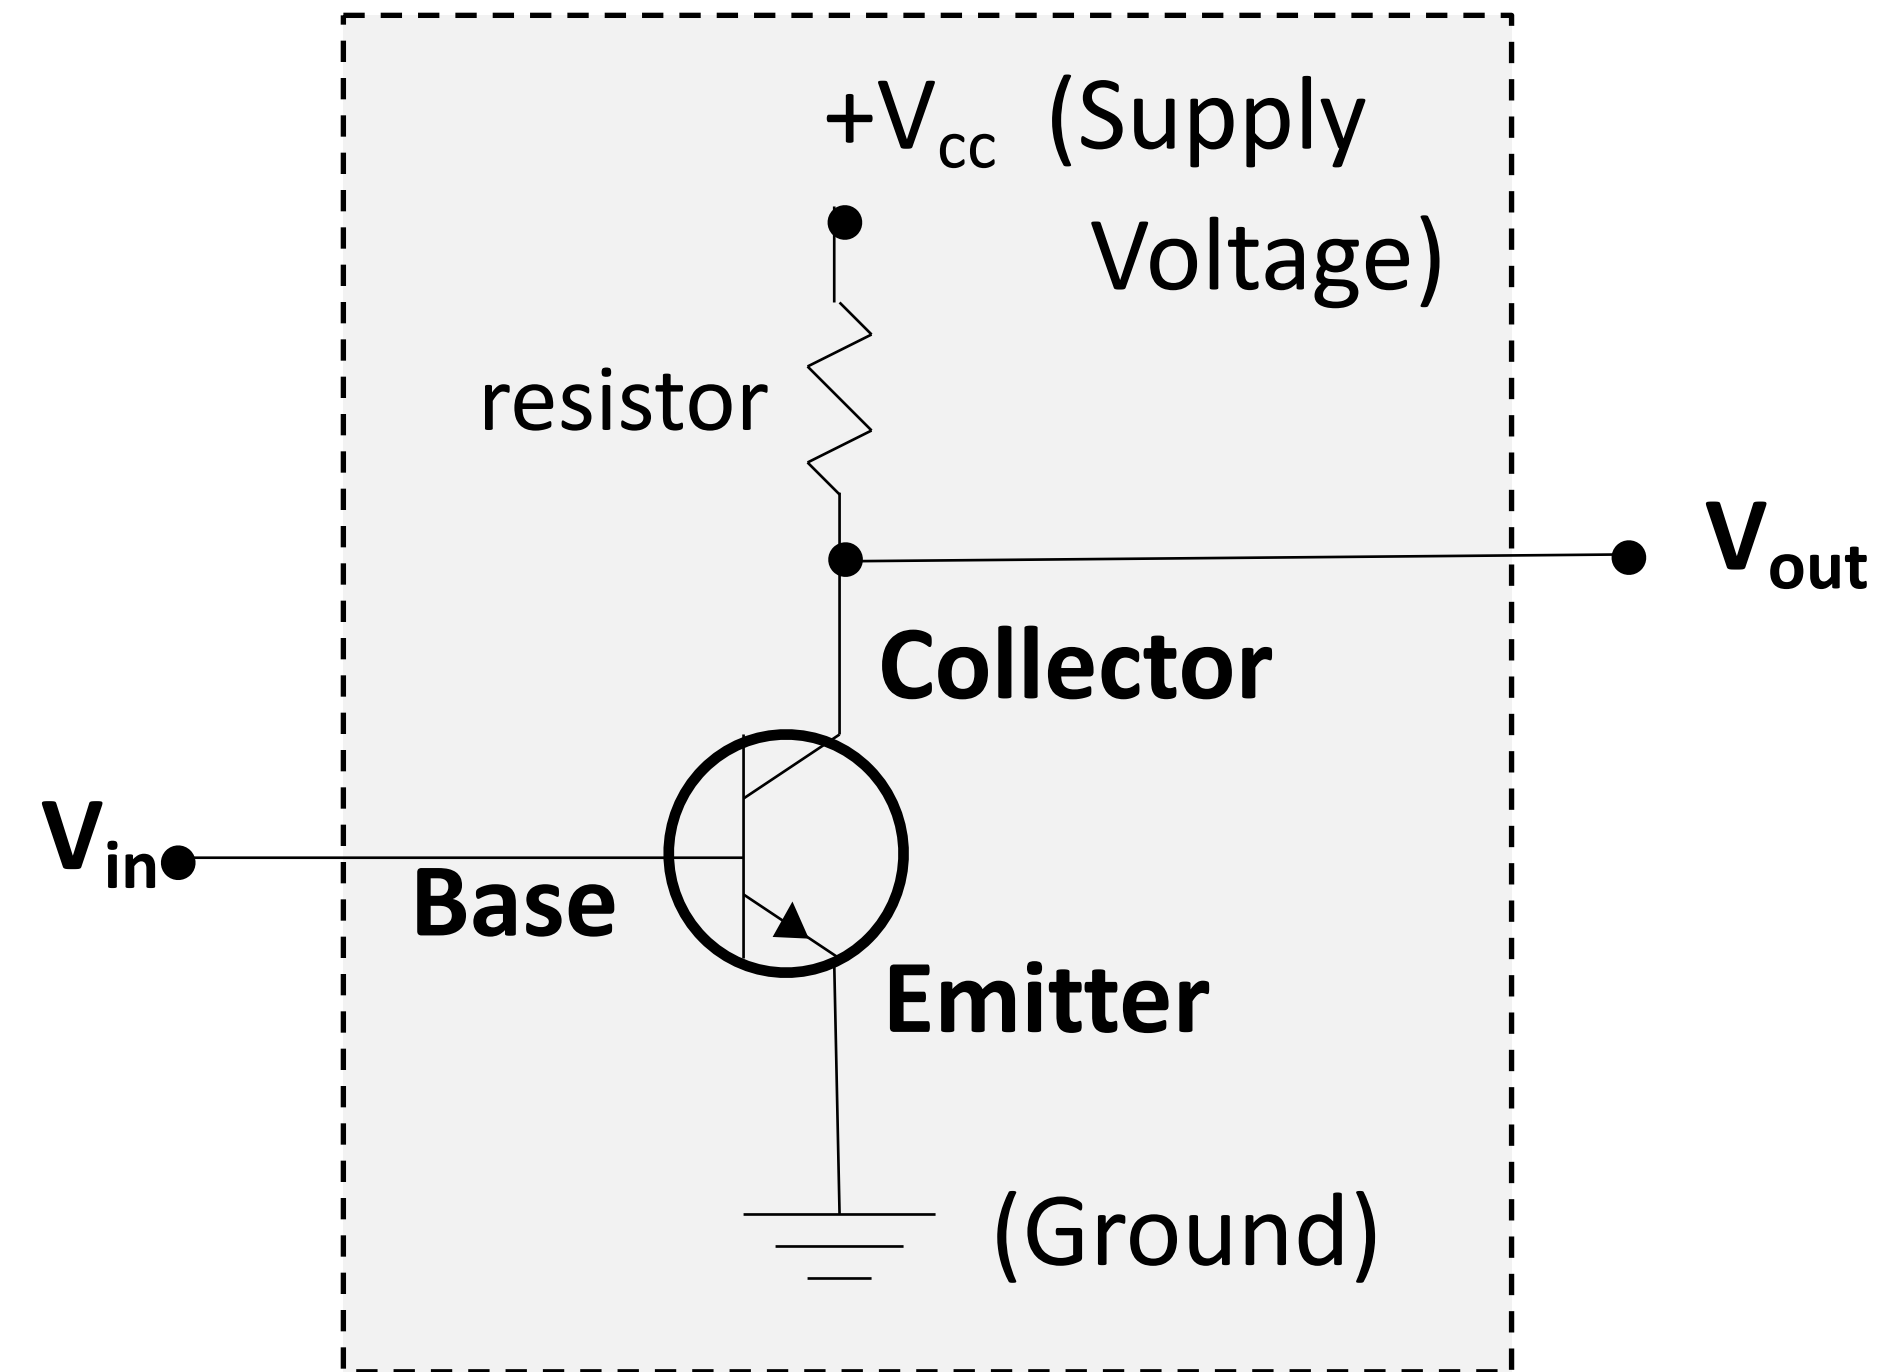 +Vcc (Supply
Voltage)
resistor
Vout
Collector
Vin
Base
Emitter
(Ground)